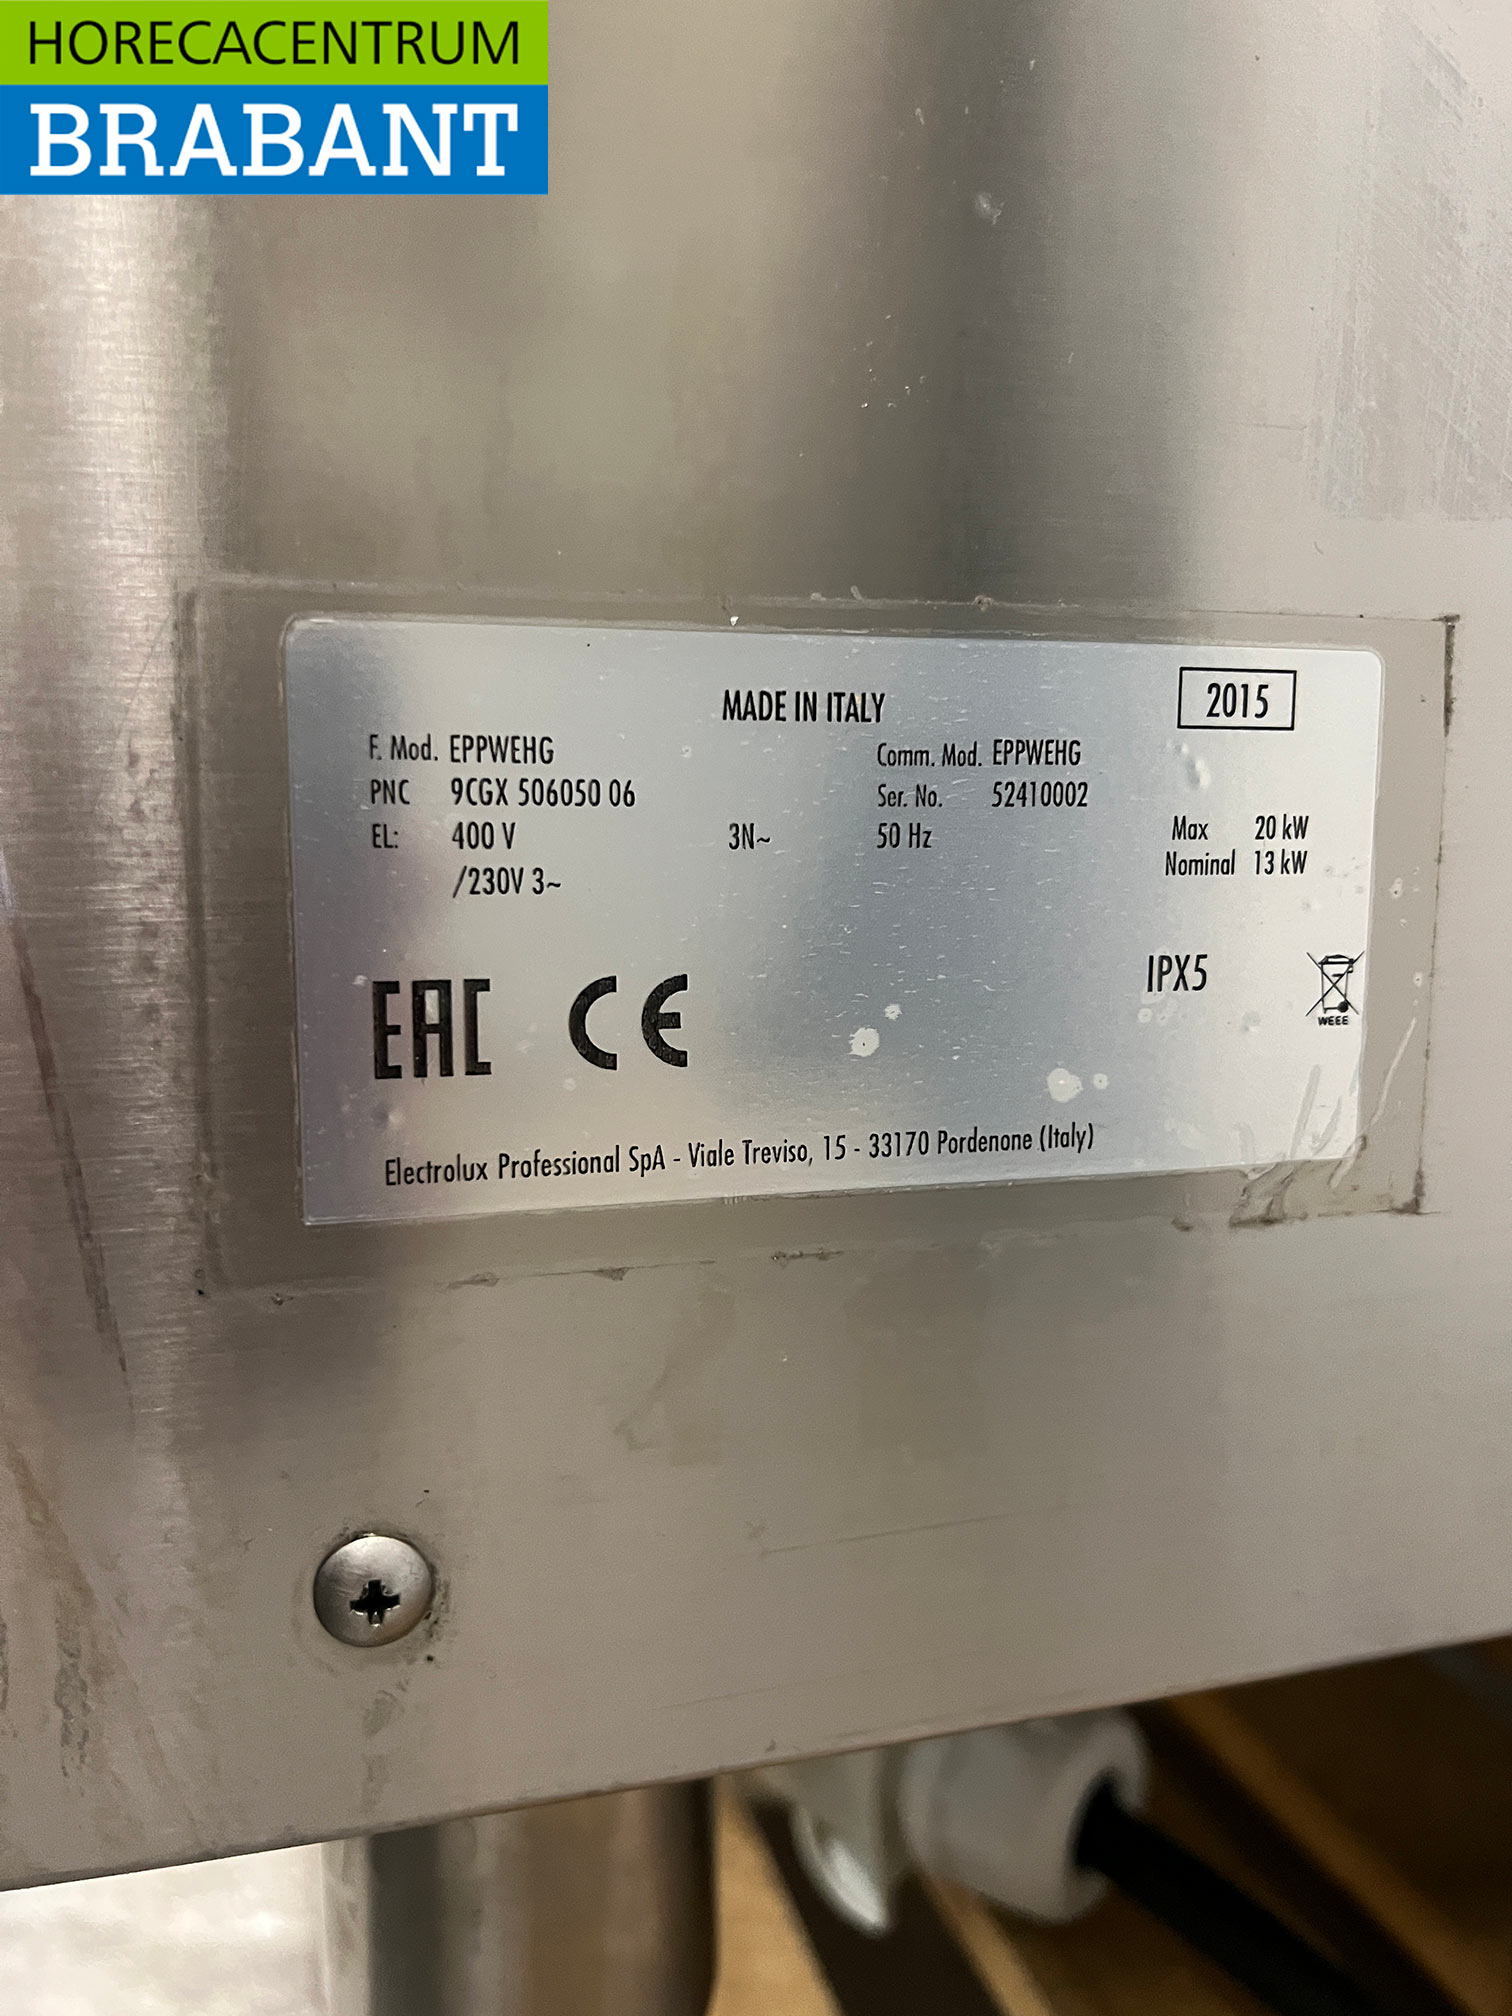 HORECACENTRUM
BRABANT
MADE IN ITALY
2015
F. Mod. EPPWEHG
Comm. Mod. EPPWEHG
PNC 9CGX 506050 06
Ser. No. 52410002
EL: 400 V 3N~ 50 Hz
Max 20 kW
/230V 3~
Nominal 13 kW
EAC CE
IPX5
WEEE
Electrolux Professional SpA - Viale Treviso, 15 - 33170 Pordenone (Italy)